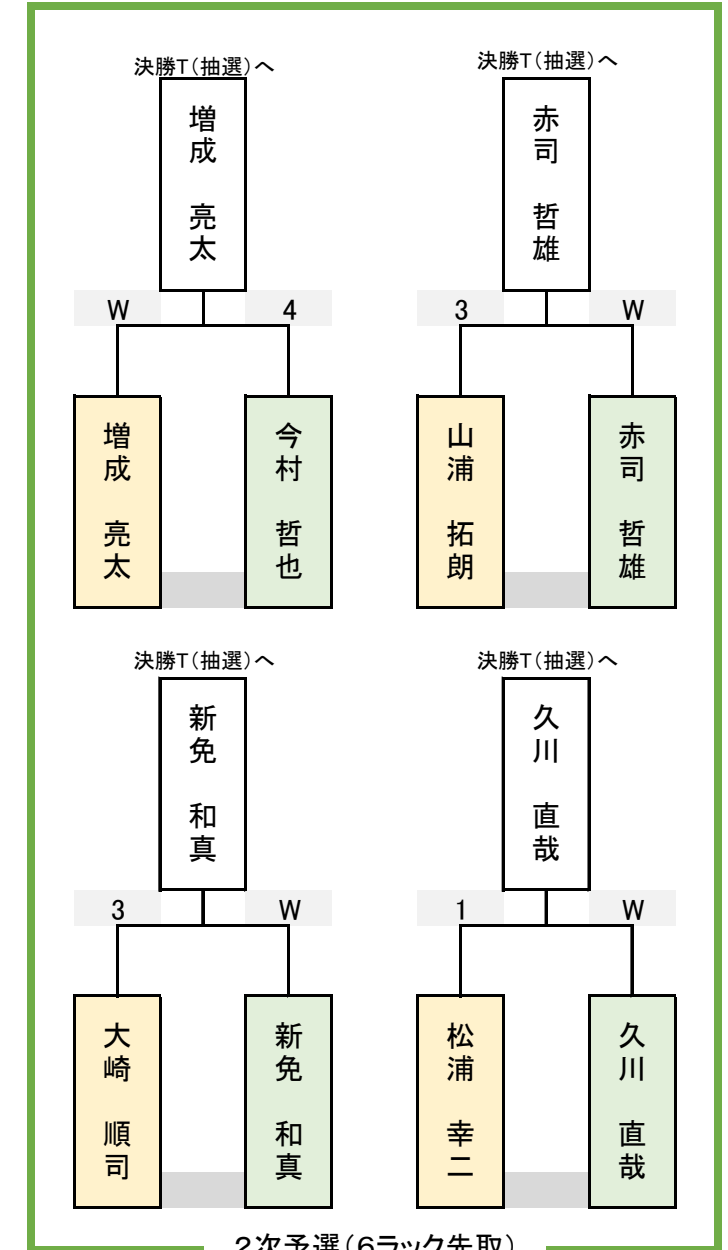 決勝T（抽選）へ
増成 亮太
W 4
増成 亮太
今村 哲也
決勝T（抽選）へ
赤司 哲雄
3 W
山浦 拓朗
赤司 哲雄
決勝T（抽選）へ
新免 和真
3 W
大崎 順司
新免 和真
決勝T（抽選）へ
久川 直哉
1 W
松浦 幸二
久川 直哉
2次予選（6ラック先取）